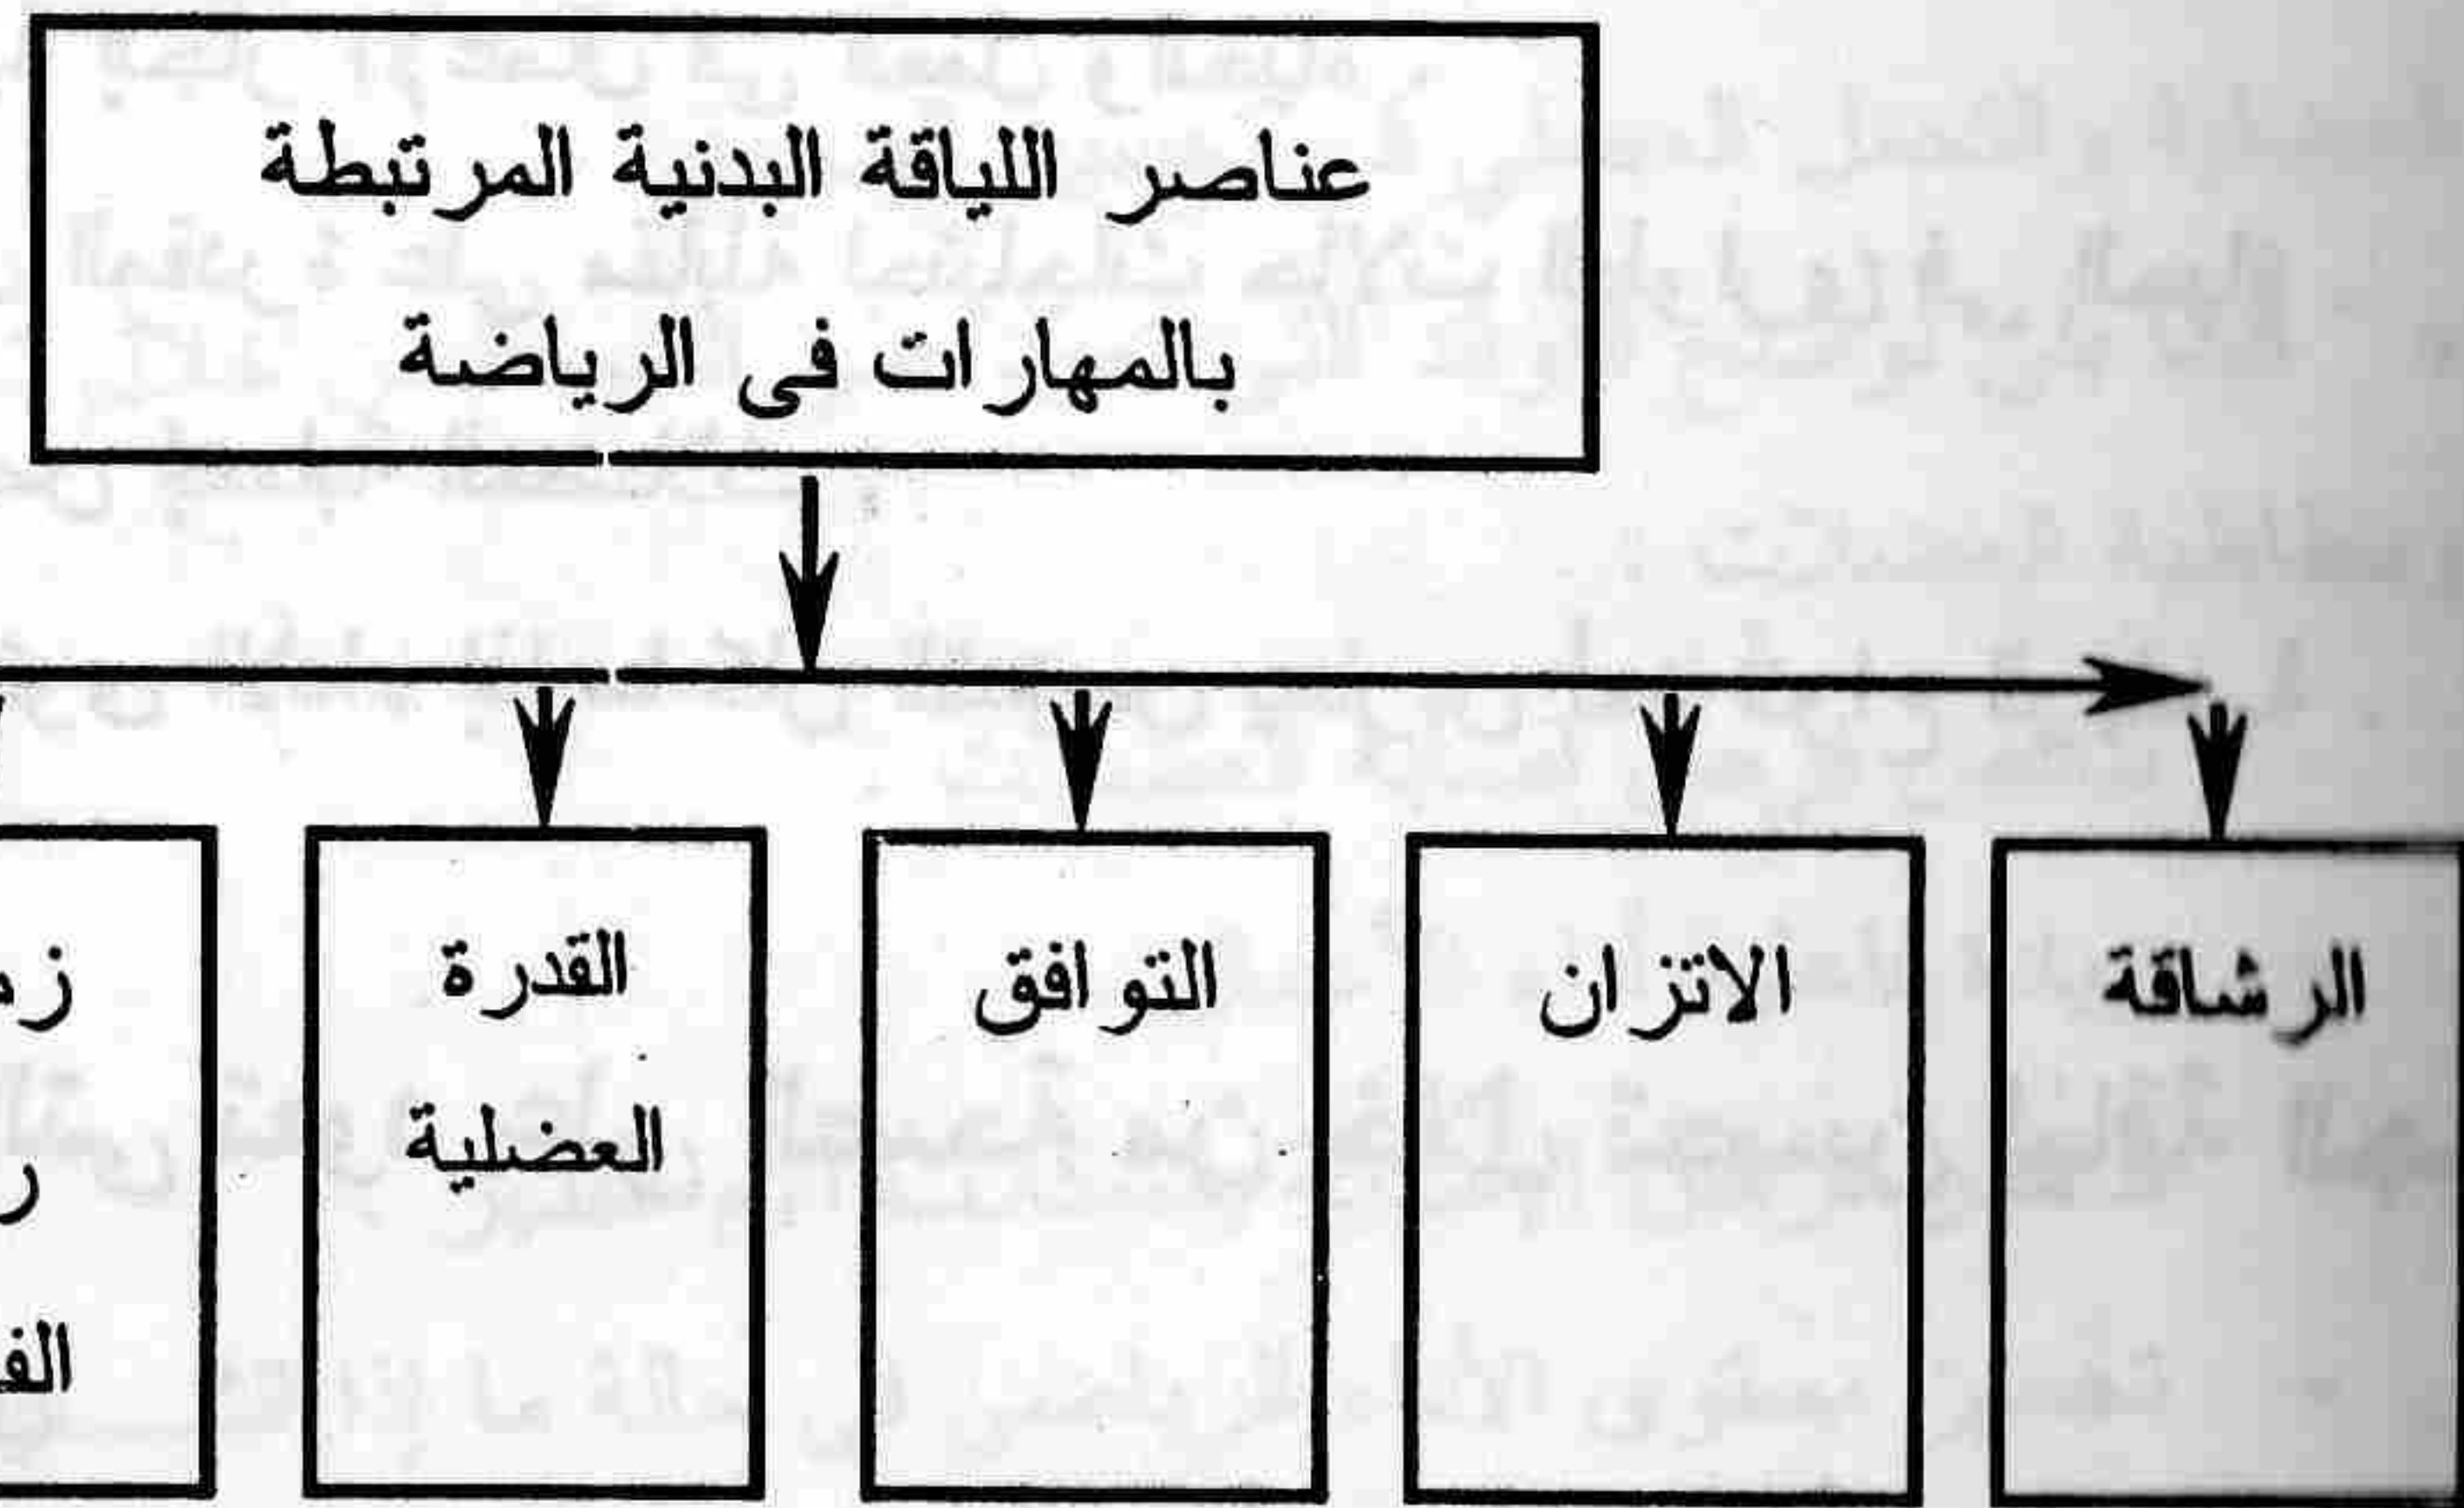 عناصر اللياقة البدنية المرتبطة
بالمهارات فى الرياضة
الرشاقة
الاتزان
التوافق
القدرة
العضلية